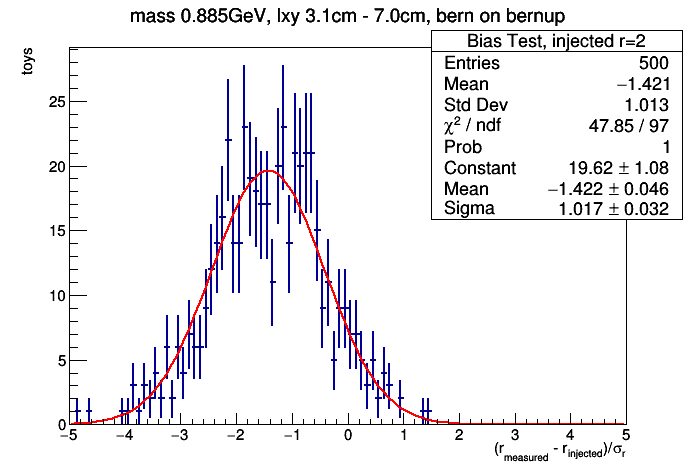 mass 0.885GeV, lxy 3.1cm - 7.0cm, bern on bernup
toys
Bias Test, injected r=2
Entries 500
Mean −1.421
Std Dev 1.013
χ² / ndf 47.85 / 97
Prob 1
Constant 19.62 ± 1.08
Mean −1.422 ± 0.046
Sigma 1.017 ± 0.032
25
20
15
10
5
0
−5 −4 −3 −2 −1 0 1 2 3 4 5
(r_measured - r_injected)/σ_r